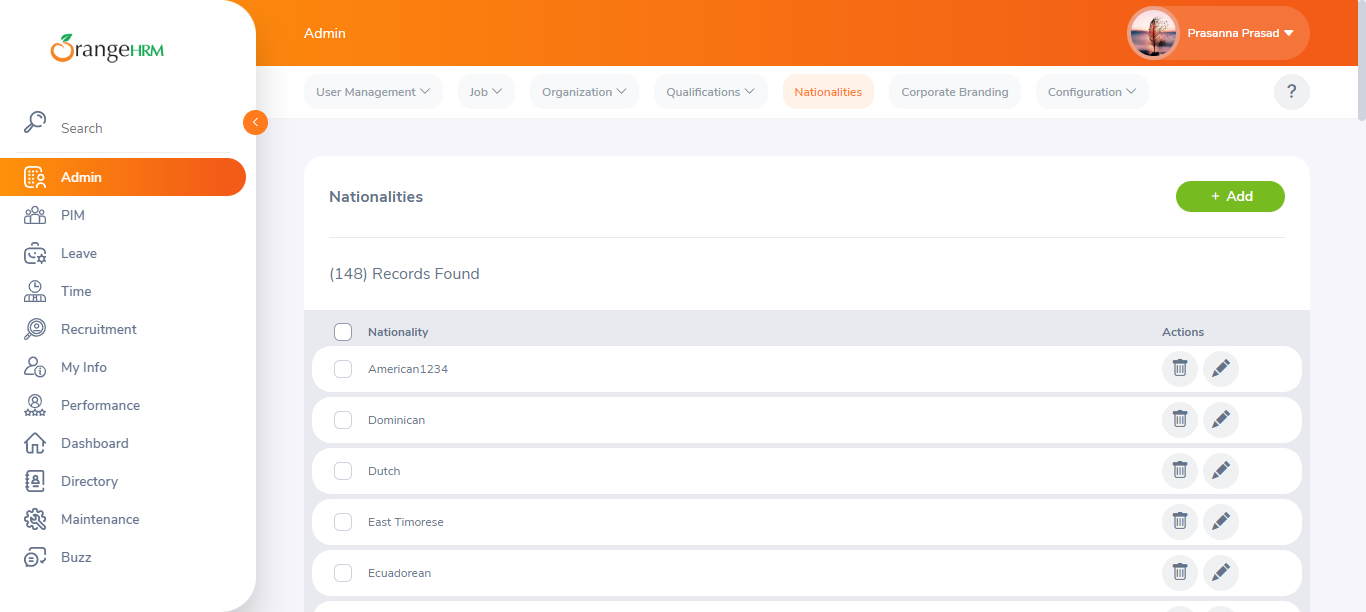 OrangeHRM
Admin
Prasanna Prasad
User Management
Job
Organization
Qualifications
Nationalities
Corporate Branding
Configuration
?
Search
Admin
PIM
Leave
Time
Recruitment
My Info
Performance
Dashboard
Directory
Maintenance
Buzz
Nationalities
+ Add
(148) Records Found
Nationality
Actions
American1234
Dominican
Dutch
East Timorese
Ecuadorean